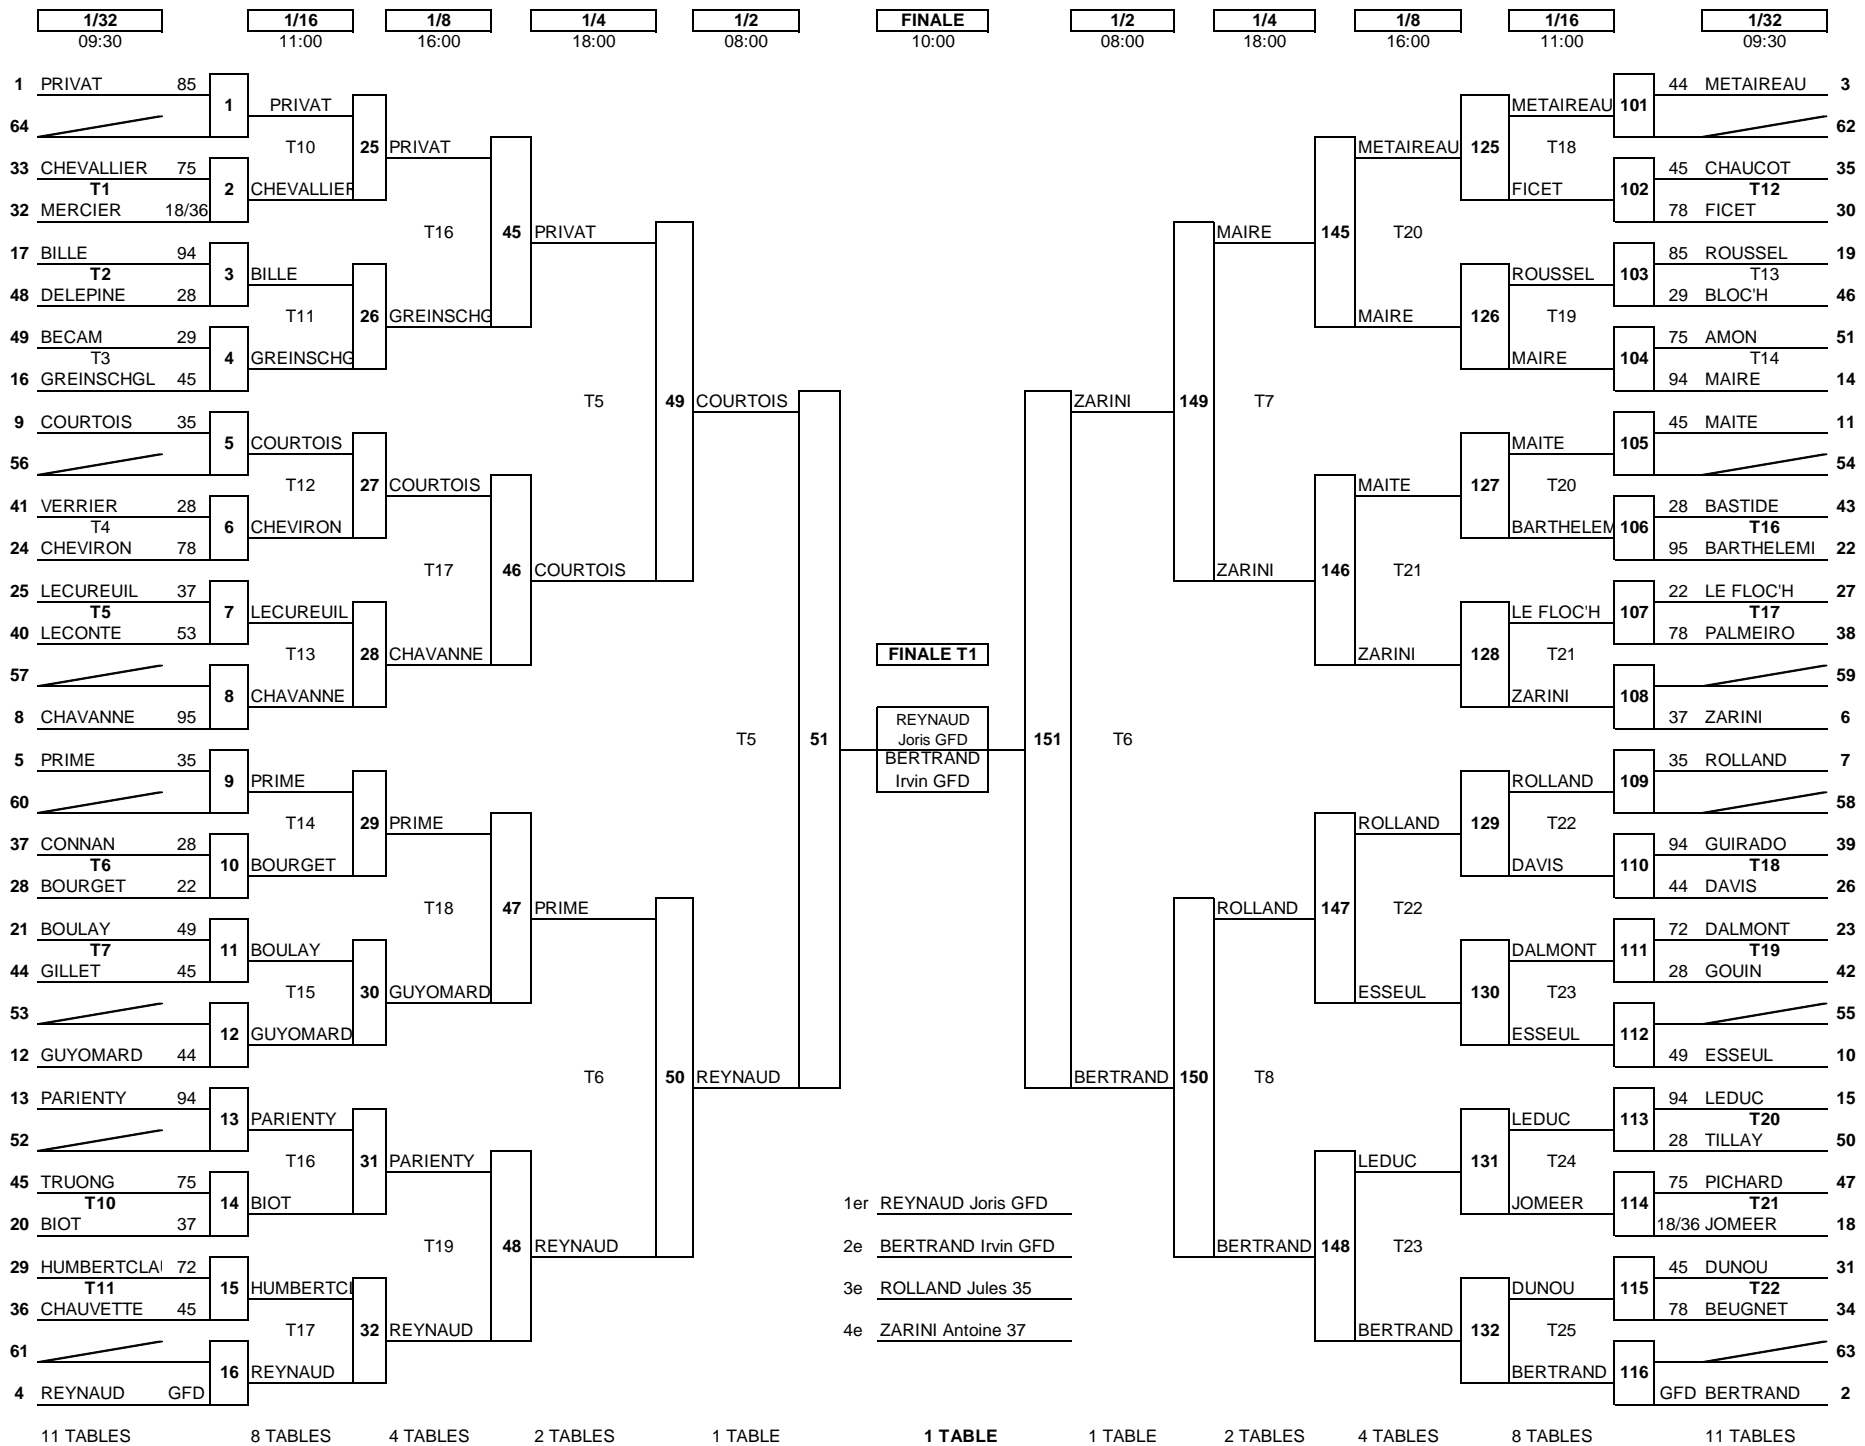 1/32 1/16 1/8 1/4 1/2 FINALE 1/2 1/4 1/8 1/16 1/32
09:30 11:00 16:00 18:00 08:00 10:00 08:00 18:00 16:00 11:00 09:30
1 PRIVAT 85 44 METAIREAU 3
1 PRIVAT METAIREAU 101
64 62
T10 25 PRIVAT METAIREAU 125 T18
33 CHEVALLIER 75 45 CHAUCOT 35
T1 2 CHEVALLIER FICET 102 T12
32 MERCIER 18/36 78 FICET 30
T16 45 PRIVAT MAIRE 145 T20
17 BILLE 94 85 ROUSSEL 19
T2 3 BILLE ROUSSEL 103 T13
48 DELEPINE 28 29 BLOC'H 46
T11 26 GREINSCHG MAIRE 126 T19
49 BECAM 29 75 AMON 51
T3 4 GREINSCHG MAIRE 104 T14
16 GREINSCHGL 45 94 MAIRE 14
T5 49 COURTOIS ZARINI 149 T7
9 COURTOIS 35 45 MAITE 11
5 COURTOIS MAITE 105
56 54
T12 27 COURTOIS MAITE 127 T20
41 VERRIER 28 28 BASTIDE 43
T4 6 CHEVIRON BARTHELEM 106 T16
24 CHEVIRON 78 95 BARTHELEMI 22
T17 46 COURTOIS ZARINI 146 T21
25 LECUREUIL 37 22 LE FLOC'H 27
T5 7 LECUREUIL LE FLOC'H 107 T17
40 LECONTE 53 78 PALMEIRO 38
T13 28 CHAVANNE FINALE T1 ZARINI 128 T21
57 59
8 CHAVANNE ZARINI 108
8 CHAVANNE 95 37 ZARINI 6
REYNAUD
Joris GFD
T5 51 151 T6
BERTRAND
Irvin GFD
5 PRIME 35 35 ROLLAND 7
9 PRIME ROLLAND 109
60 58
T14 29 PRIME ROLLAND 129 T22
37 CONNAN 28 94 GUIRADO 39
T6 10 BOURGET DAVIS 110 T18
28 BOURGET 22 44 DAVIS 26
T18 47 PRIME ROLLAND 147 T22
21 BOULAY 49 72 DALMONT 23
T7 11 BOULAY DALMONT 111 T19
44 GILLET 45 28 GOUIN 42
T15 30 GUYOMARD ESSEUL 130 T23
53 55
12 GUYOMARD ESSEUL 112
12 GUYOMARD 44 49 ESSEUL 10
T6 50 REYNAUD BERTRAND 150 T8
13 PARIENTY 94 94 LEDUC 15
13 PARIENTY LEDUC 113 T20
52 28 TILLAY 50
T16 31 PARIENTY LEDUC 131 T24
45 TRUONG 75 75 PICHARD 47
T10 14 BIOT 1er REYNAUD Joris GFD JOMEER 114 T21
20 BIOT 37 18/36 JOMEER 18
T19 48 REYNAUD 2e BERTRAND Irvin GFD BERTRAND 148 T23
29 HUMBERTCLA 72 45 DUNOU 31
T11 15 HUMBERTCL 3e ROLLAND Jules 35 DUNOU 115 T22
36 CHAUVETTE 45 78 BEUGNET 34
T17 32 REYNAUD 4e ZARINI Antoine 37 BERTRAND 132 T25
61 63
16 REYNAUD BERTRAND 116
4 REYNAUD GFD GFD BERTRAND 2
11 TABLES 8 TABLES 4 TABLES 2 TABLES 1 TABLE 1 TABLE 1 TABLE 2 TABLES 4 TABLES 8 TABLES 11 TABLES